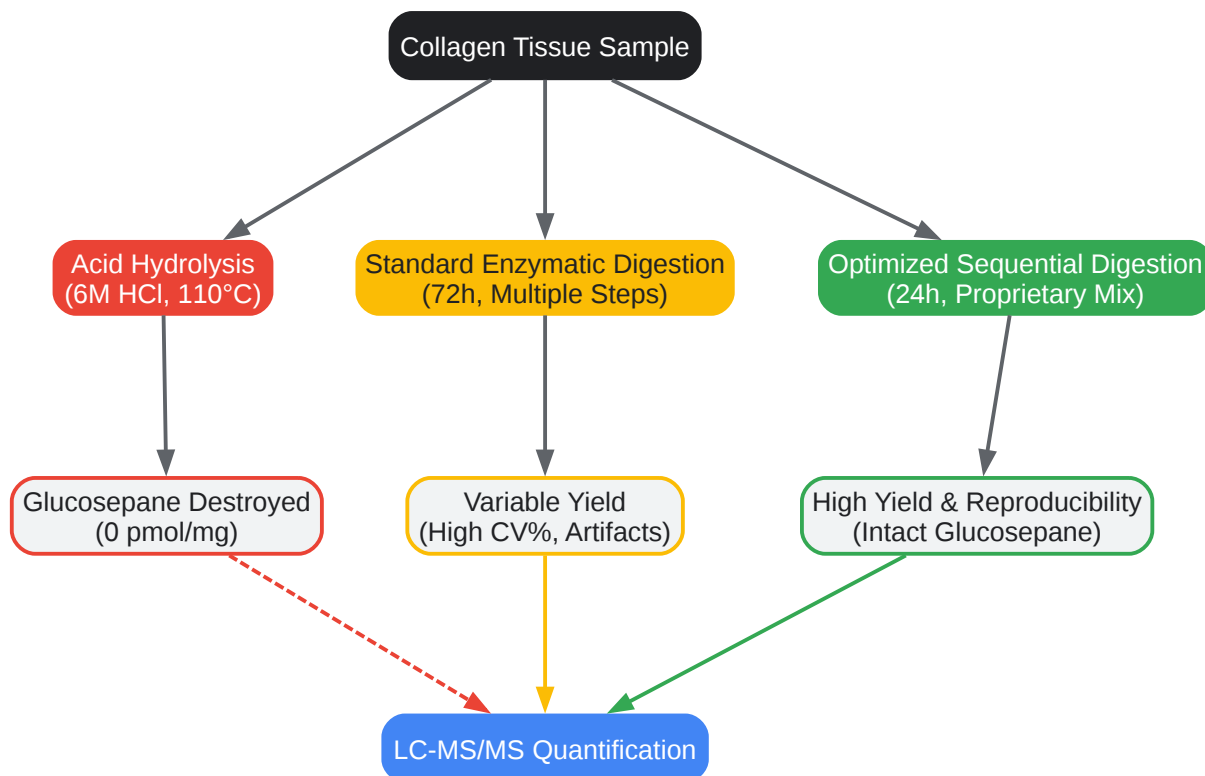 Collagen Tissue Sample
Acid Hydrolysis
(6M HCl, 110°C)
Standard Enzymatic Digestion
(72h, Multiple Steps)
Optimized Sequential Digestion
(24h, Proprietary Mix)
Glucosepane Destroyed
(0 pmol/mg)
Variable Yield
(High CV%, Artifacts)
High Yield & Reproducibility
(Intact Glucosepane)
LC-MS/MS Quantification